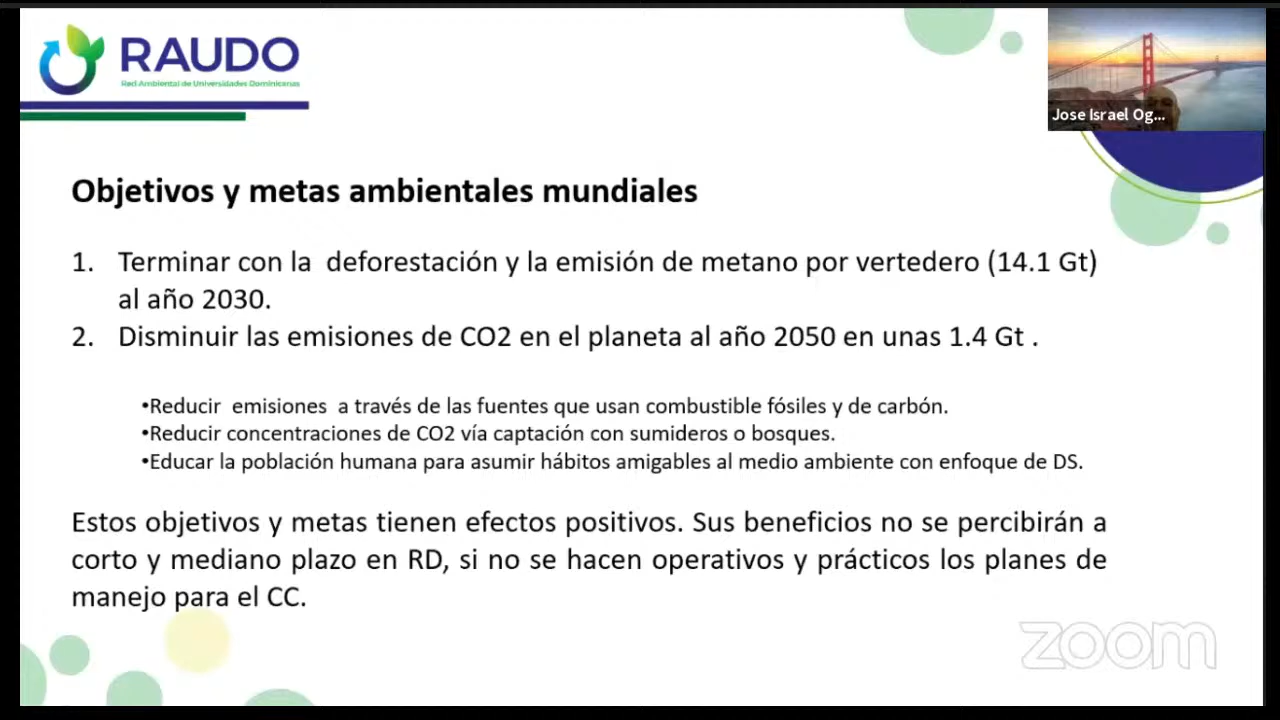 RAUDO
Red Ambiental de Universidades Dominicanas
Jose Israel Og...
Objetivos y metas ambientales mundiales
1. Terminar con la deforestación y la emisión de metano por vertedero (14.1 Gt)
al año 2030.
2. Disminuir las emisiones de CO2 en el planeta al año 2050 en unas 1.4 Gt .
•Reducir emisiones a través de las fuentes que usan combustible fósiles y de carbón.
•Reducir concentraciones de CO2 vía captación con sumideros o bosques.
•Educar la población humana para asumir hábitos amigables al medio ambiente con enfoque de DS.
Estos objetivos y metas tienen efectos positivos. Sus beneficios no se percibirán a
corto y mediano plazo en RD, si no se hacen operativos y prácticos los planes de
manejo para el CC.
zoom